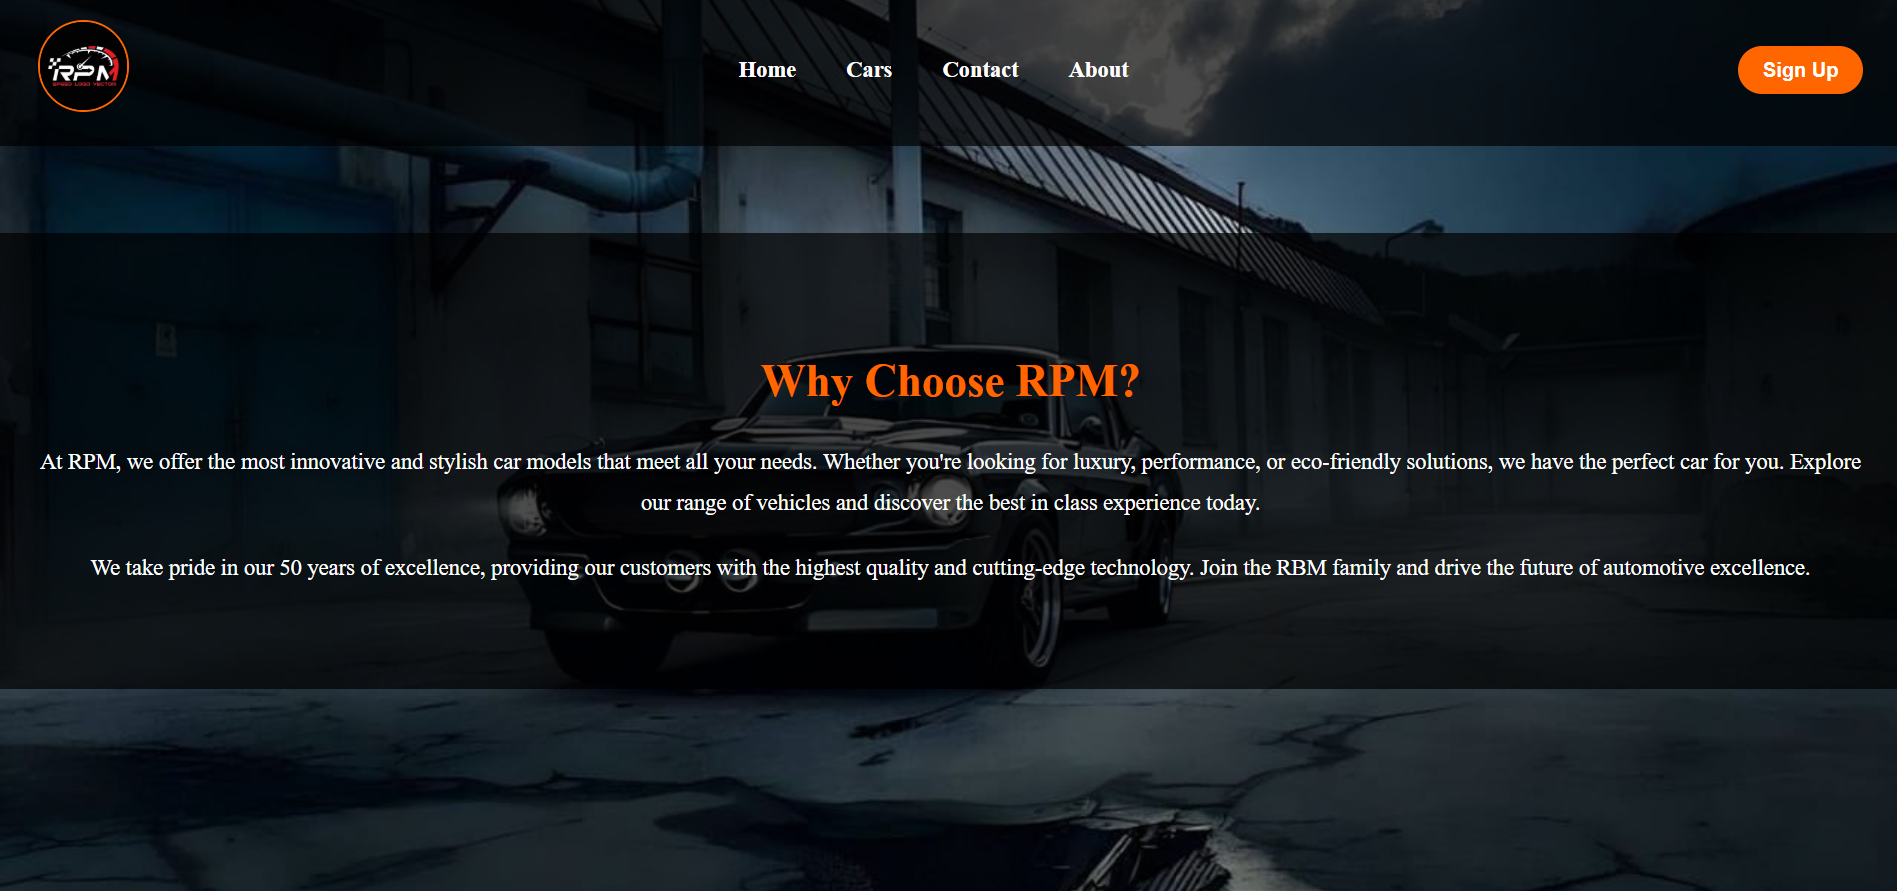 RPM
SPEED LOGO VECTOR
Home
Cars
Contact
About
Sign Up
Why Choose RPM?
At RPM, we offer the most innovative and stylish car models that meet all your needs. Whether you're looking for luxury, performance, or eco-friendly solutions, we have the perfect car for you. Explore
our range of vehicles and discover the best in class experience today.
We take pride in our 50 years of excellence, providing our customers with the highest quality and cutting-edge technology. Join the RBM family and drive the future of automotive excellence.